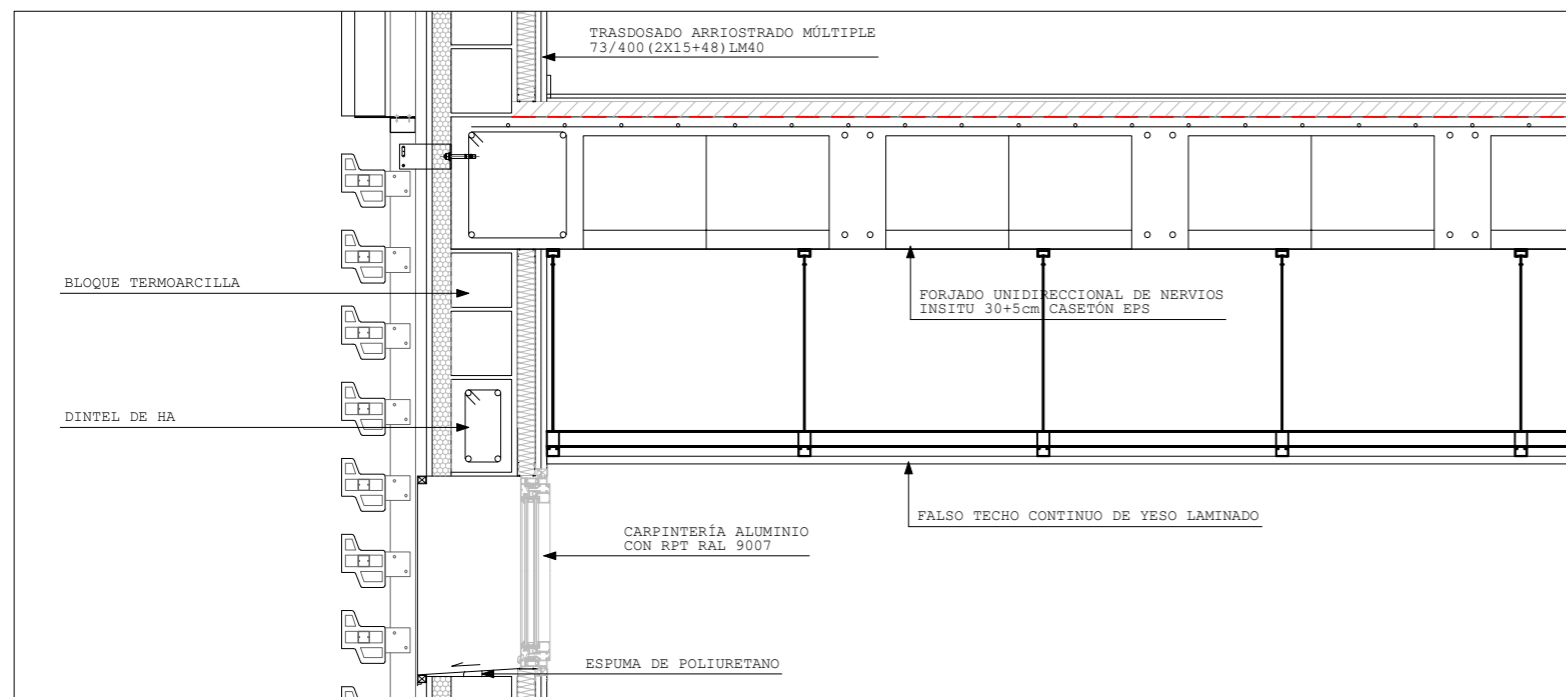 TRASDOSADO ARRIOSTRADO MÚLTIPLE
73/400(2X15+48)LM40
BLOQUE TERMOARCILLA
FORJADO UNIDIRECCIONAL DE NERVIOS
INSITU 30+5cm CASETÓN EPS
DINTEL DE HA
FALSO TECHO CONTINUO DE YESO LAMINADO
CARPINTERÍA ALUMINIO
CON RPT RAL 9007
ESPUMA DE POLIURETANO